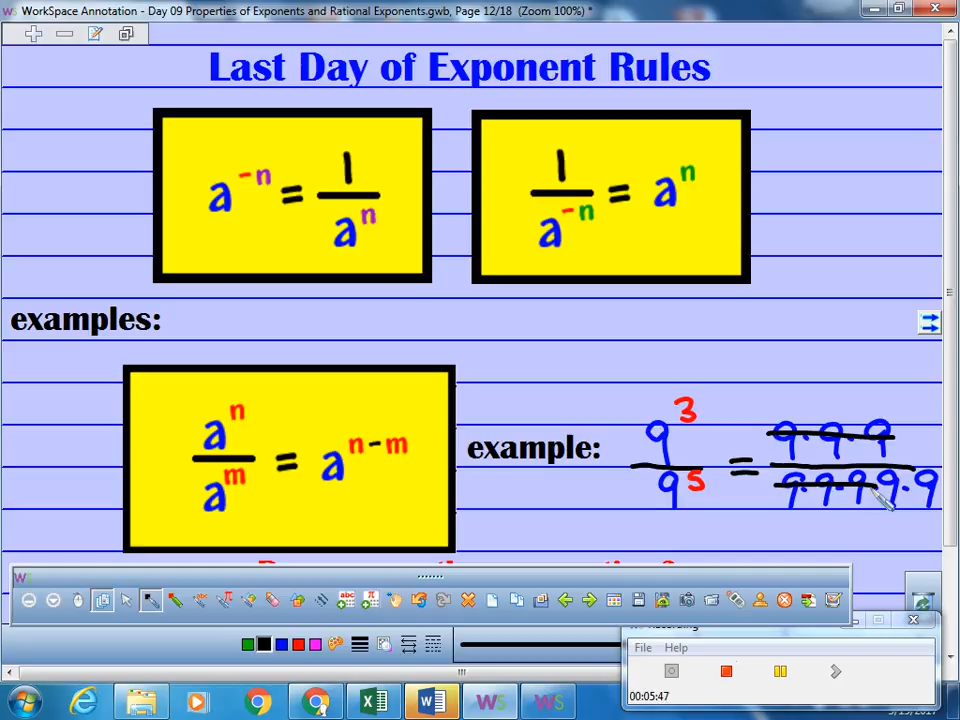 WorkSpace Annotation - Day 09 Properties of Exponents and Rational Exponents.gwb, Page 12/18 (Zoom 100%) *
Last Day of Exponent Rules
a^-n = 1/a^n
1/a^-n = a^n
examples:
a^n/a^m = a^n-m
example: 9^3/9^5 = 9·9·9/9·9·9·9·9
File Help
00:05:47